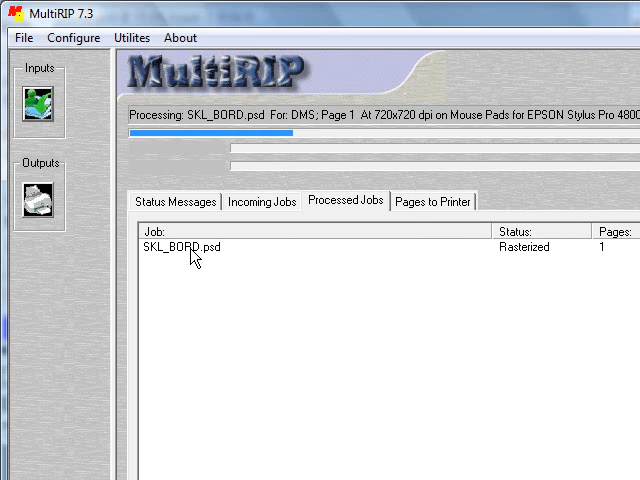 MultiRIP 7.3
File Configure Utilites About
Inputs
MultiRIP
Processing: SKL_BORD.psd For: DMS; Page 1 At 720x720 dpi on Mouse Pads for EPSON Stylus Pro 4800
Outputs
Status Messages Incoming Jobs Processed Jobs Pages to Printer
Job: Status: Pages:
SKL_BORD.psd Rasterized 1